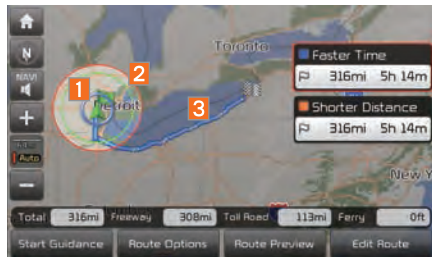 Toronto
Faster Time
N
316mi 5h 14m
NAVI
1
2
Detroit
3
Shorter Distance
316mi 5h 14m
Auto
New Y
Total 316mi Freeway 308mi Toll Road 113mi Ferry 0ft
Start Guidance Route Options Route Preview Edit Route